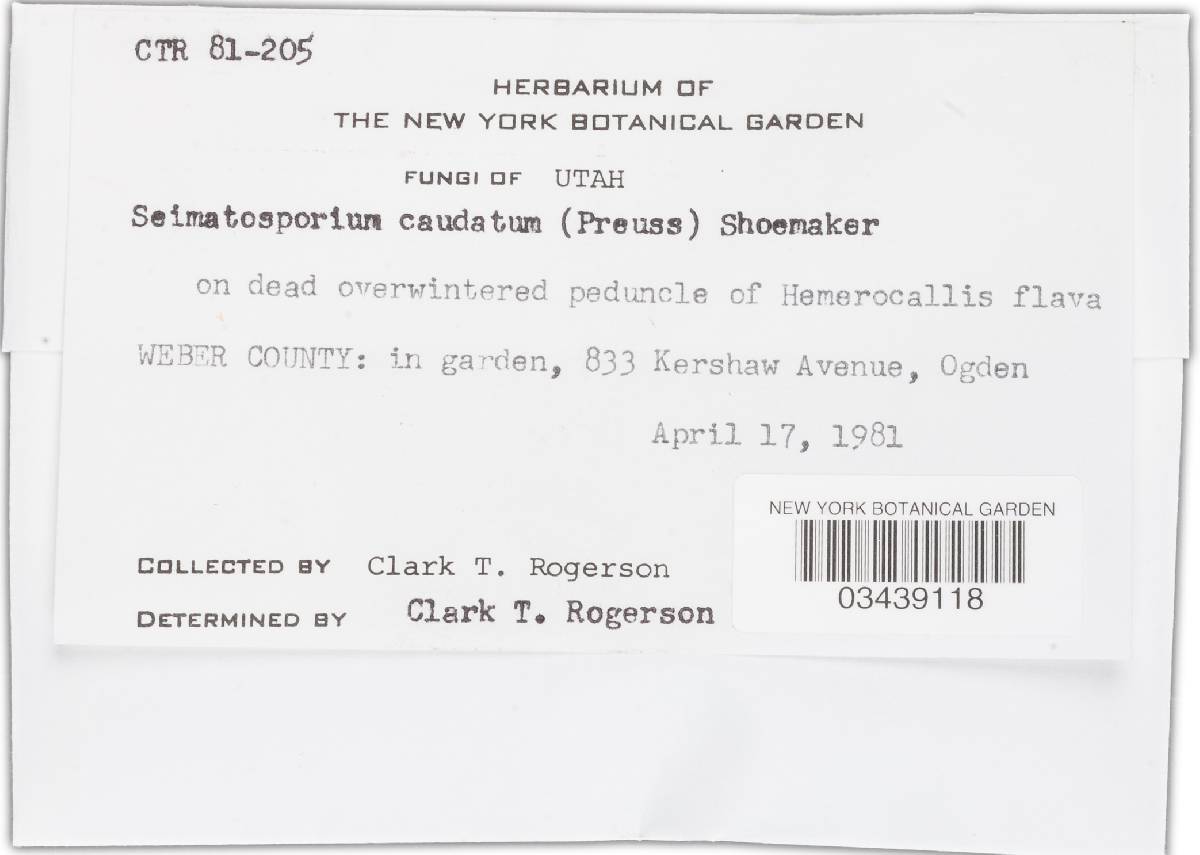 CTR 81-205
HERBARIUM OF
THE NEW YORK BOTANICAL GARDEN
FUNGI OF UTAH
Seimatosporium caudatum (Preuss) Shoemaker
on dead overwintered peduncle of Hemerocallis flava
WEBER COUNTY: in garden, 833 Kershaw Avenue, Ogden
April 17, 1981
NEW YORK BOTANICAL GARDEN
03439118
COLLECTED BY Clark T. Rogerson
DETERMINED BY Clark T. Rogerson